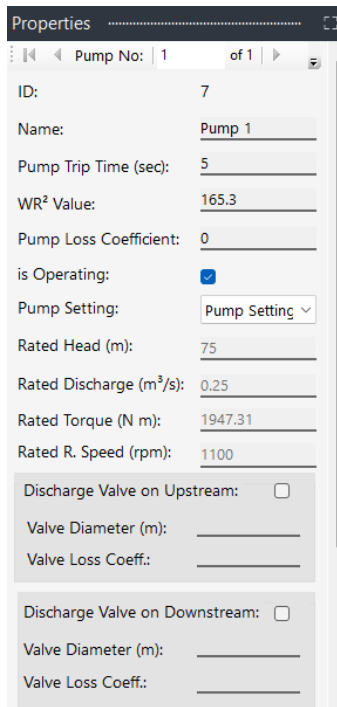 Properties
Pump No: 1 of 1
ID: 7
Name: Pump 1
Pump Trip Time (sec): 5
WR² Value: 165.3
Pump Loss Coefficient: 0
is Operating:
Pump Setting: Pump Setting
Rated Head (m): 75
Rated Discharge (m³/s): 0.25
Rated Torque (N m): 1947.31
Rated R. Speed (rpm): 1100
Discharge Valve on Upstream:
Valve Diameter (m):
Valve Loss Coeff.:
Discharge Valve on Downstream:
Valve Diameter (m):
Valve Loss Coeff.: